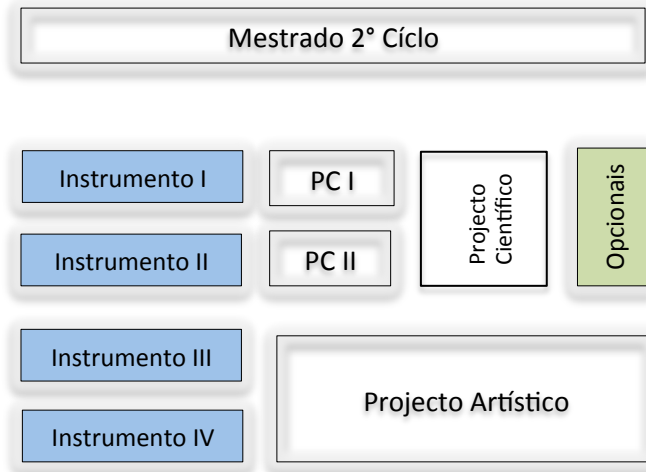 Mestrado 2° Cíclo
Instrumento I
PC I
Projecto
Científico
Opcionais
Instrumento II
PC II
Instrumento III
Projecto Artístico
Instrumento IV